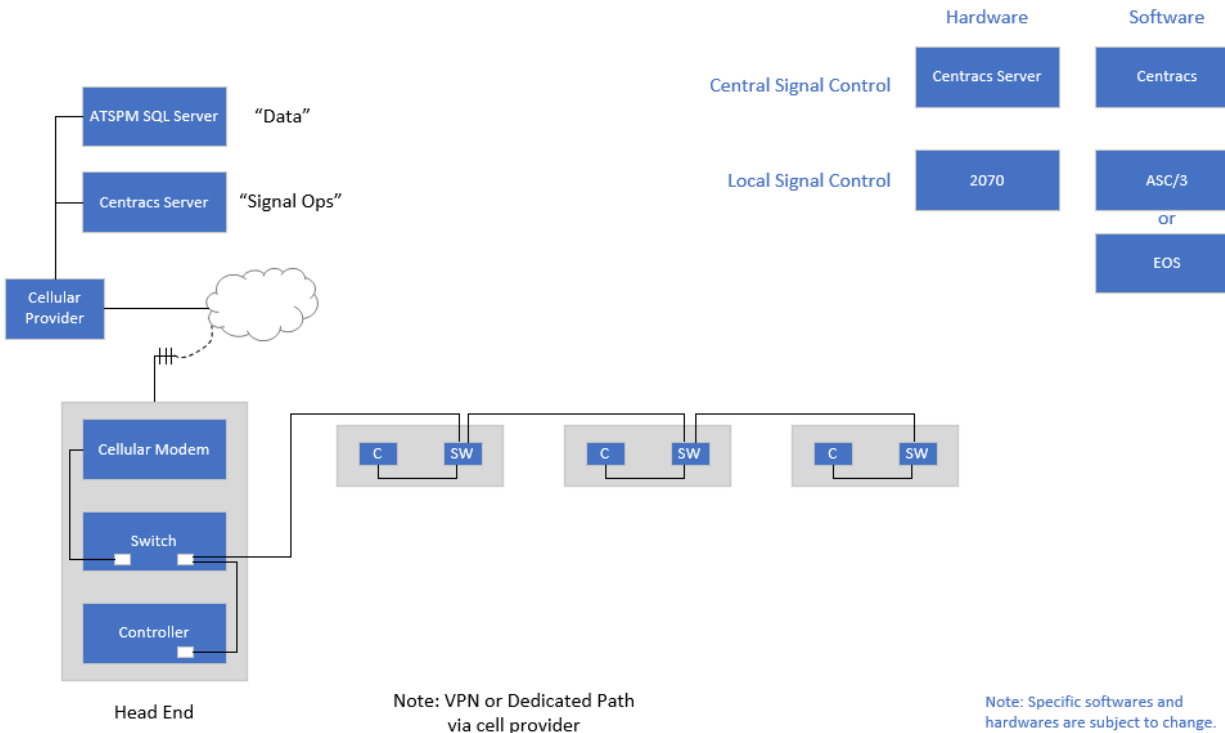 Hardware
Software
Central Signal Control
Centracs Server
Centracs
ATSPM SQL Server
“Data”
Local Signal Control
2070
ASC/3
or
EOS
Centracs Server
“Signal Ops”
Cellular
Provider
Cellular Modem
Switch
Controller
Head End
C
SW
C
SW
C
SW
Note: VPN or Dedicated Path
via cell provider
Note: Specific softwares and
hardwares are subject to change.